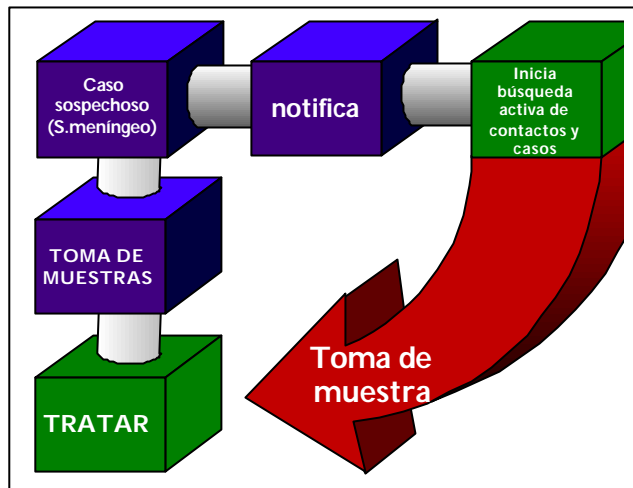 Caso
sospechoso
(S.meníngeo)
notifica
Inicia
búsqueda
activa de
contactos y
casos
TOMA DE
MUESTRAS
Toma de
muestra
TRATAR